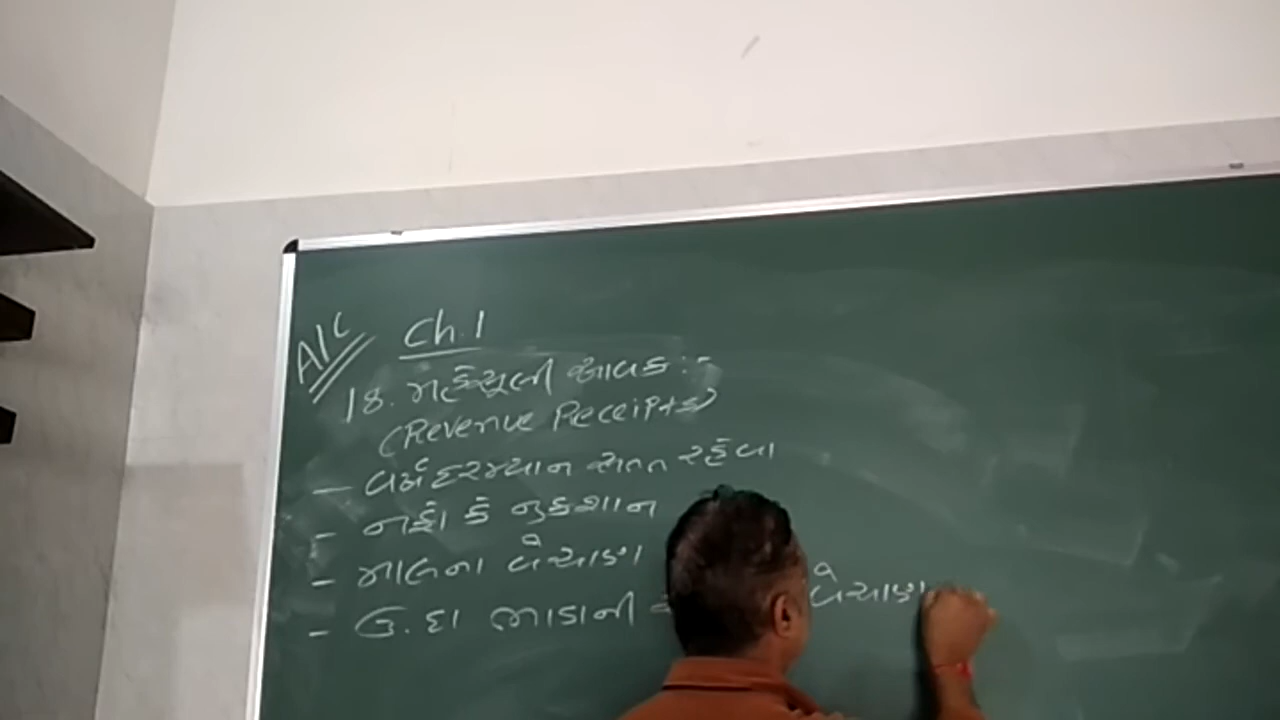 A/C
Ch.1
18. મહેસૂલી આવક :-
(Revenue Receipts)
- વર્ષ દરમ્યાન સતત રહેવા
- નફો કે નુકશાન
- માલના વેચાણ
- ઉ.દા ભાડાની વેચાણ